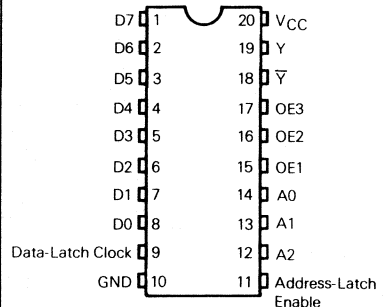 D7 1 20 VCC
D6 2 19 Y
D5 3 18 Y̅
D4 4 17 OE3
D3 5 16 OE2
D2 6 15 OE1
D1 7 14 A0
D0 8 13 A1
Data-Latch Clock 9 12 A2
GND 10 11 Address-Latch
Enable